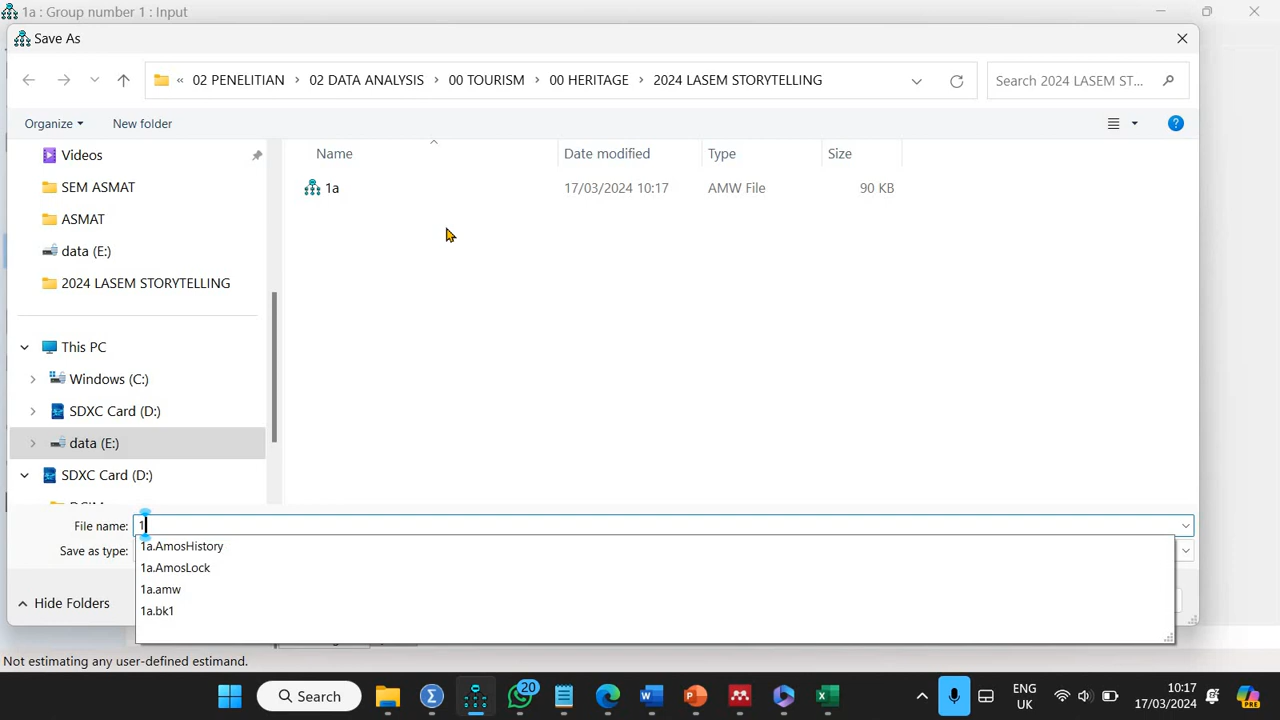 1a : Group number 1 : Input
Save As
« 02 PENELITIAN > 02 DATA ANALYSIS > 00 TOURISM > 00 HERITAGE > 2024 LASEM STORYTELLING
Search 2024 LASEM ST...
Organize
New folder
Name
Date modified
Type
Size
Videos
1a
17/03/2024 10:17
AMW File
90 KB
SEM ASMAT
ASMAT
data (E:)
2024 LASEM STORYTELLING
This PC
Windows (C:)
SDXC Card (D:)
data (E:)
SDXC Card (D:)
File name: 1
Save as type:
1a.AmosHistory
1a.AmosLock
1a.amw
1a.bk1
Hide Folders
Not estimating any user-defined estimand.
Search
20
ENG
UK
10:17
17/03/2024
PRE